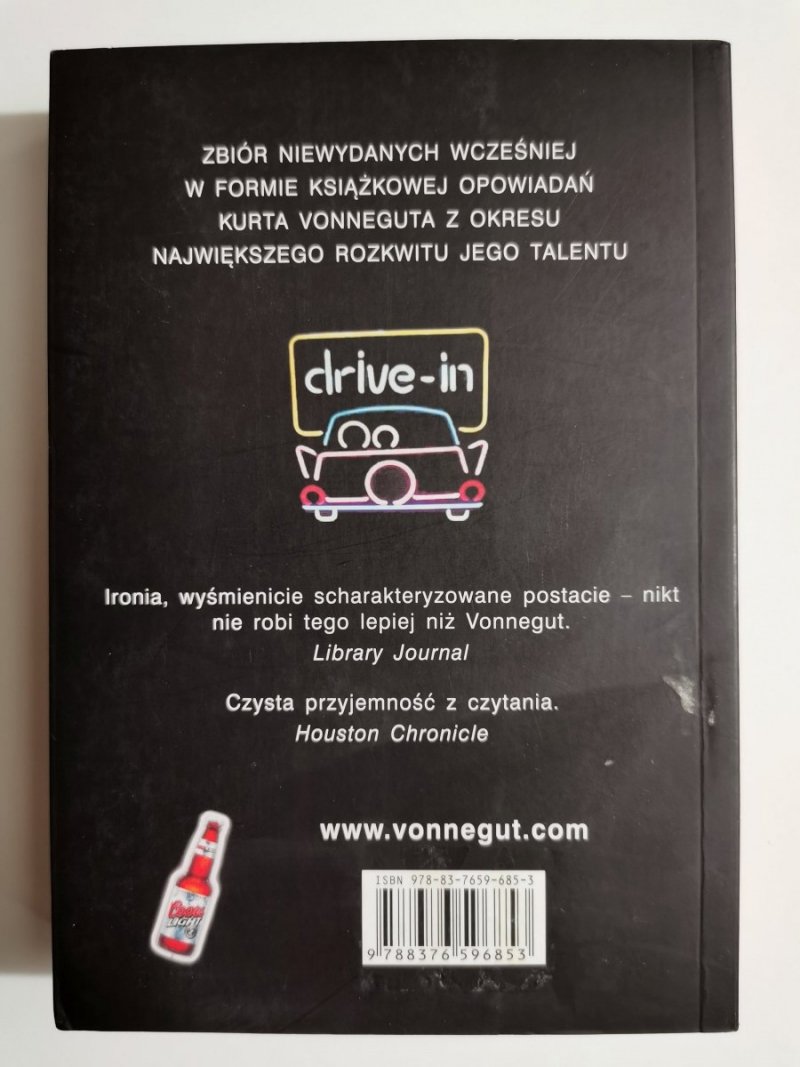 ZBIÓR NIEWYDANYCH WCZEŚNIEJ
W FORMIE KSIĄŻKOWEJ OPOWIADAŃ
KURTA VONNEGUTA Z OKRESU
NAJWIĘKSZEGO ROZKWITU JEGO TALENTU
drive-in
Ironia, wyśmienicie scharakteryzowane postacie – nikt
nie robi tego lepiej niż Vonnegut.
Library Journal
Czysta przyjemność z czytania.
Houston Chronicle
www.vonnegut.com
Coors
LIGHT
ISBN 978-83-7659-685-3
9 788376 596853